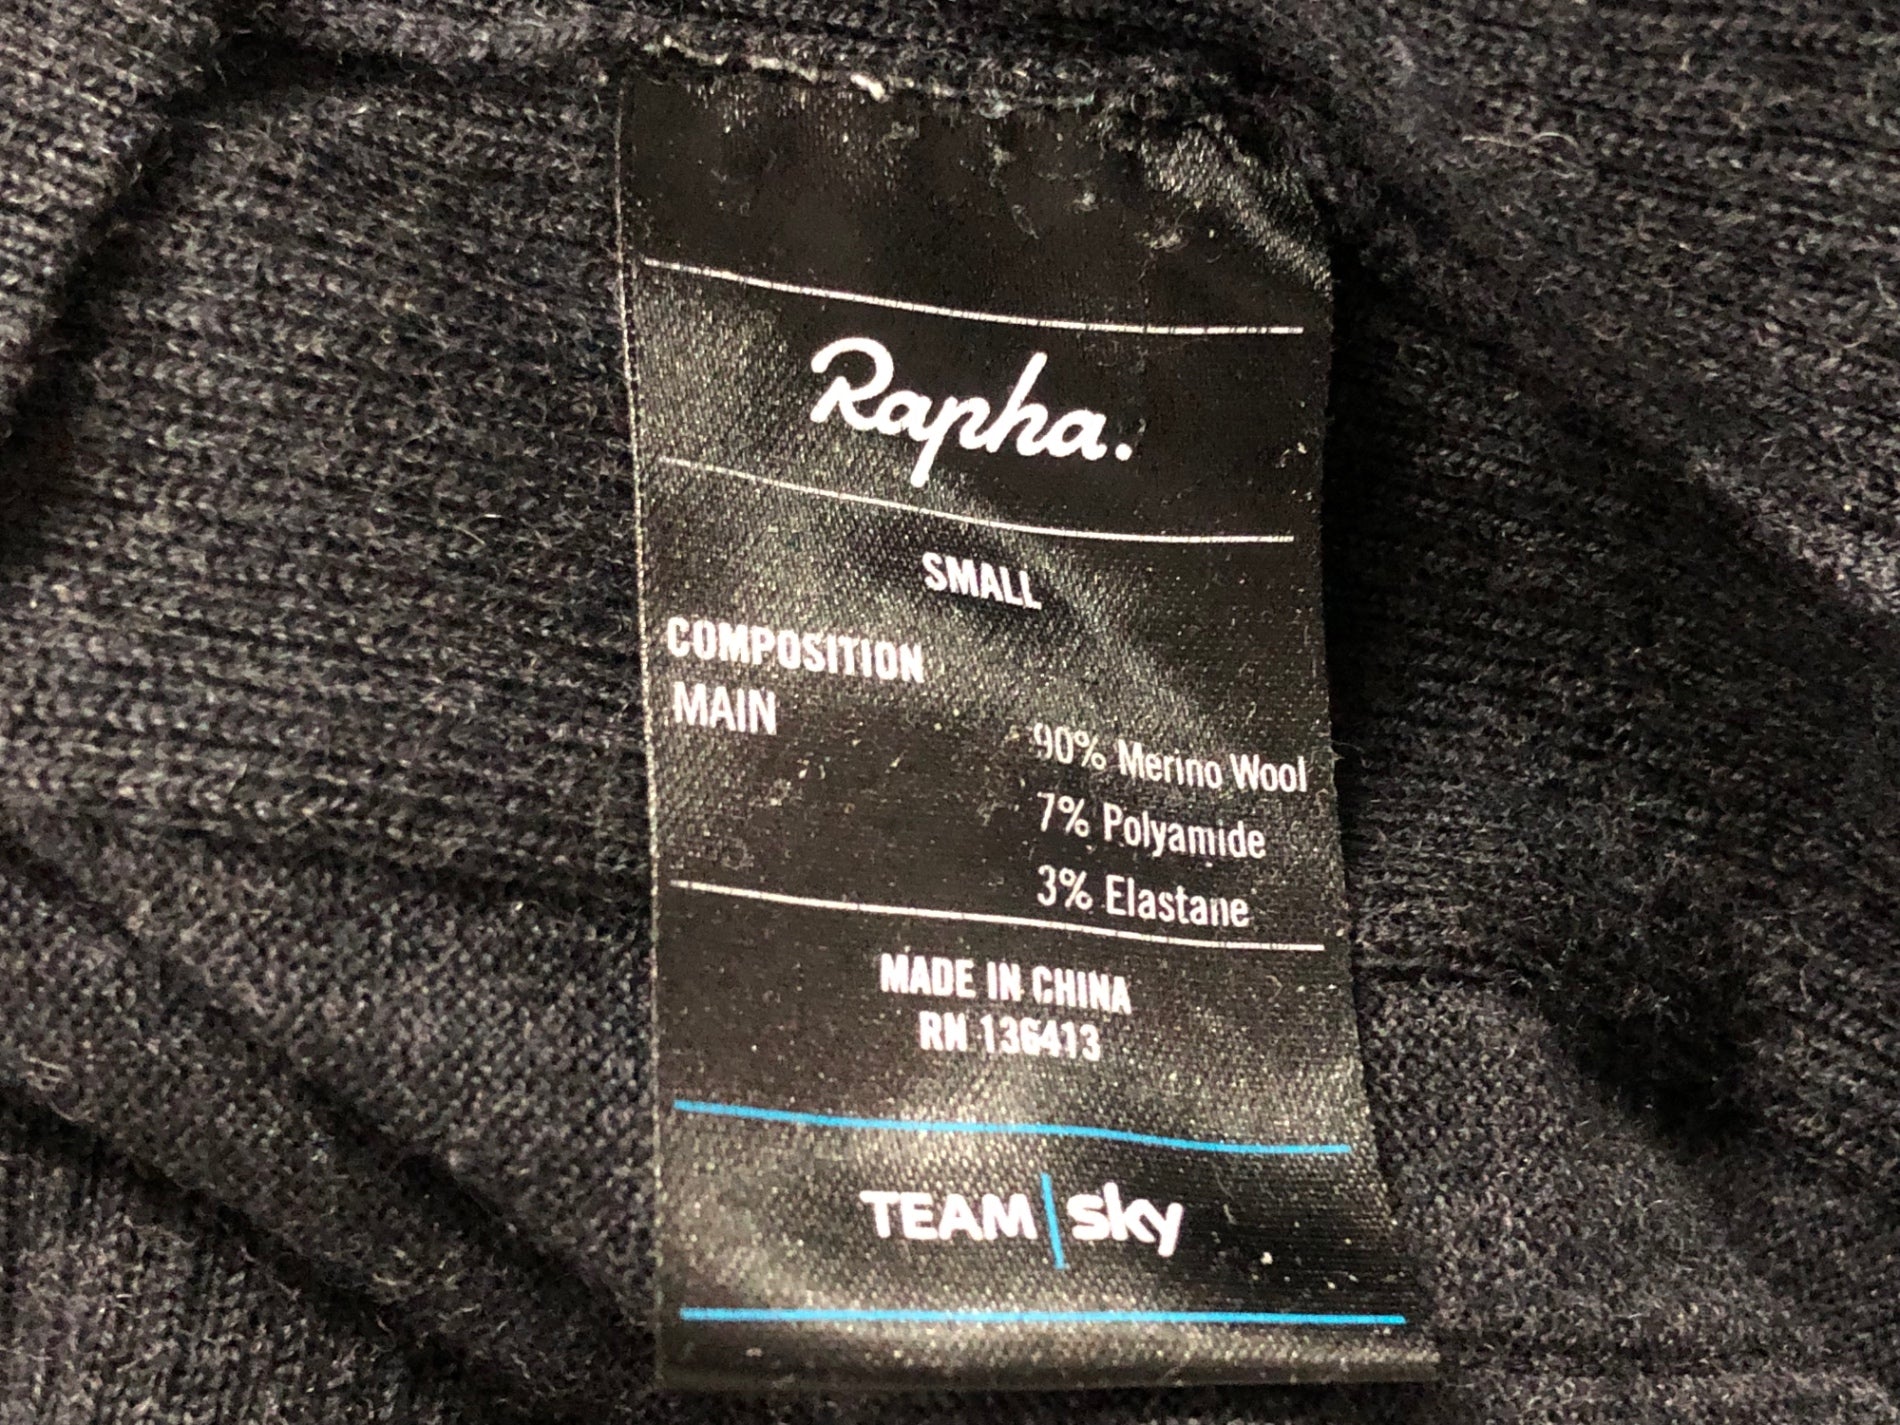 Rapha.
SMALL
COMPOSITION
MAIN
90% Merino Wool
7% Polyamide
3% Elastane
MADE IN CHINA
RN 136413
TEAM sky